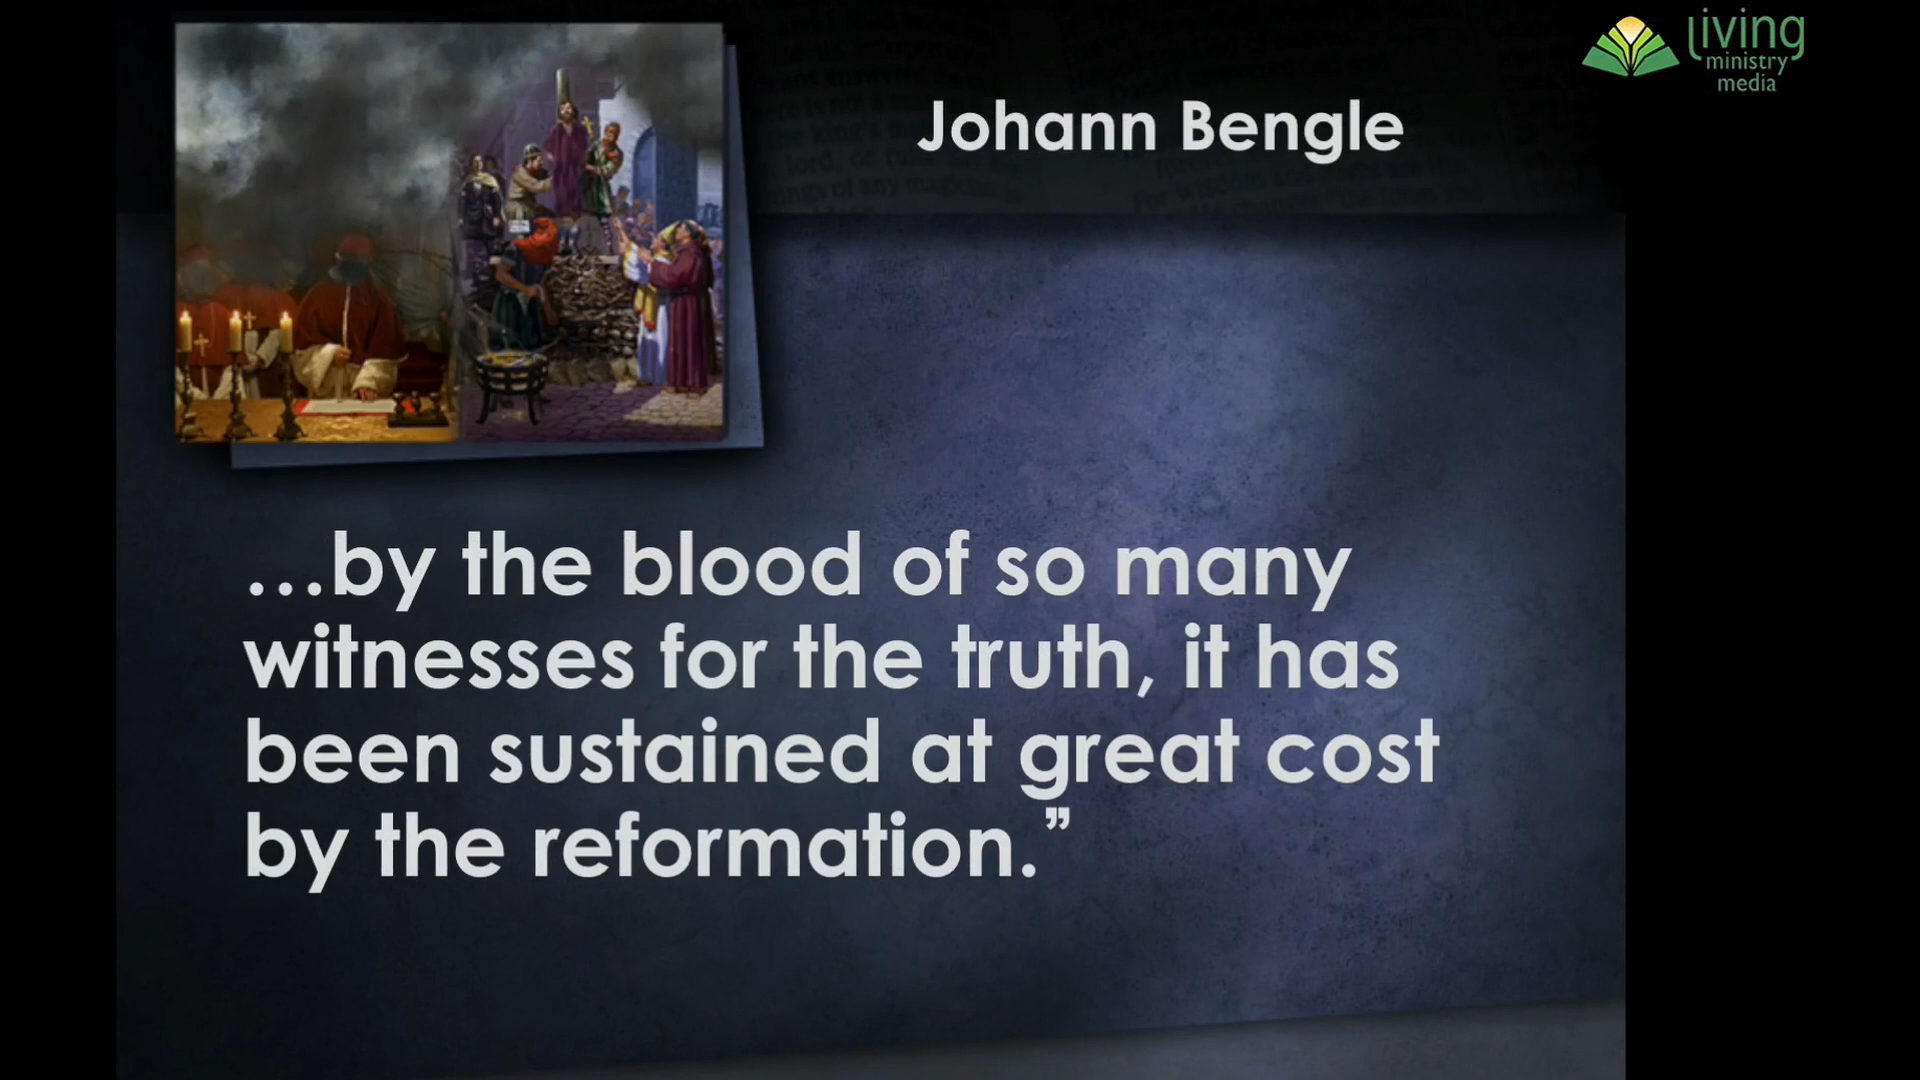 living
ministry
media
Johann Bengle
...by the blood of so many
witnesses for the truth, it has
been sustained at great cost
by the reformation.”